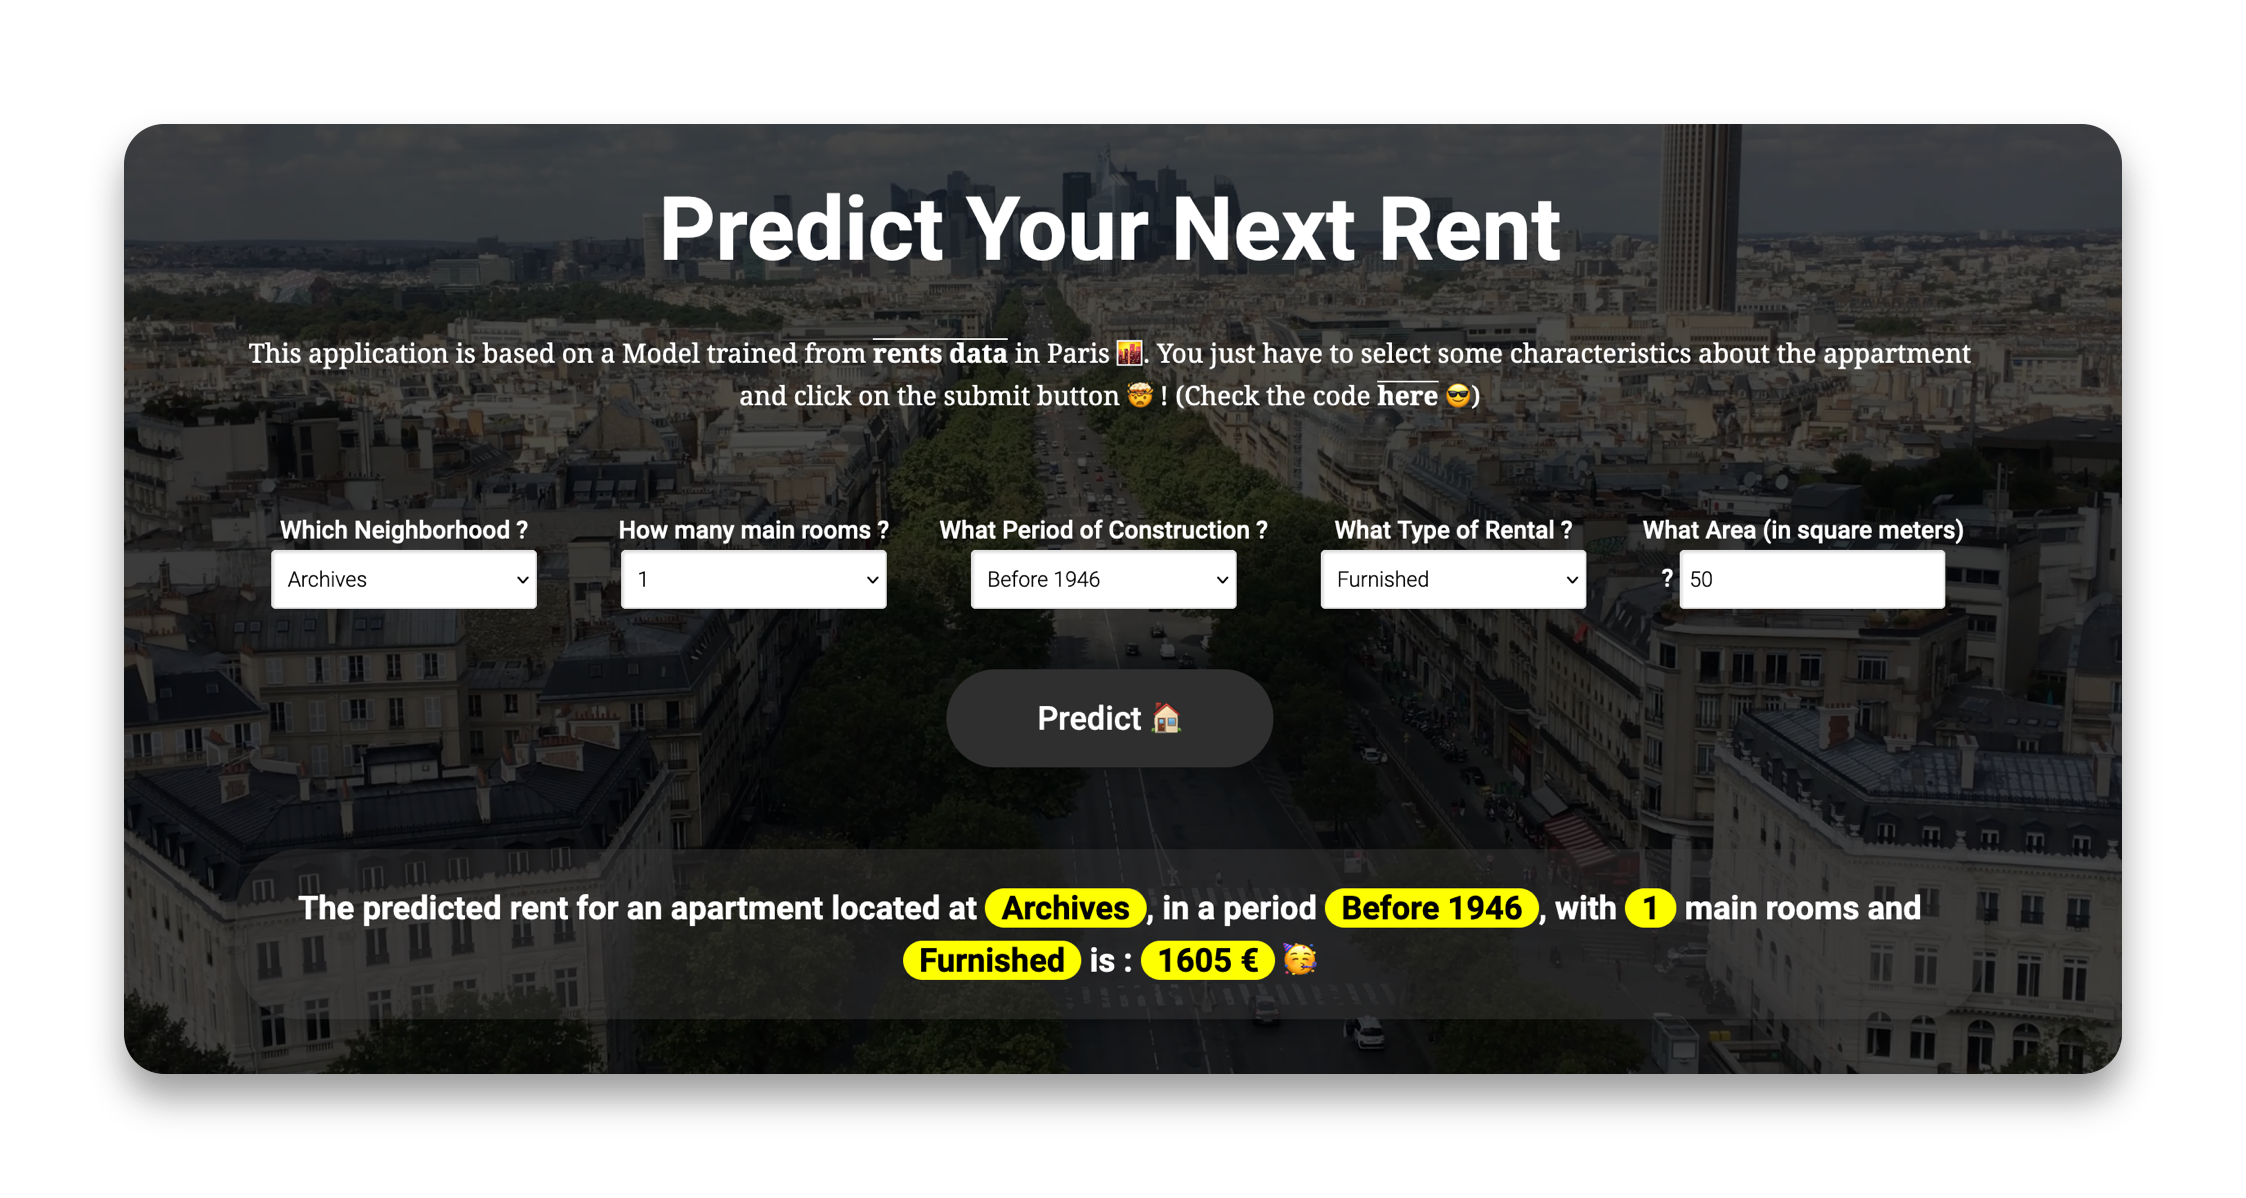 Predict Your Next Rent
This application is based on a Model trained from rents data in Paris 🌇. You just have to select some characteristics about the appartment
and click on the submit button 🤯 ! (Check the code here 😎)
Which Neighborhood ?
Archives
How many main rooms ?
1
What Period of Construction ?
Before 1946
What Type of Rental ?
Furnished
What Area (in square meters)
? 50
Predict 🏠
The predicted rent for an apartment located at Archives, in a period Before 1946, with 1 main rooms and
Furnished is : 1605 € 🥳